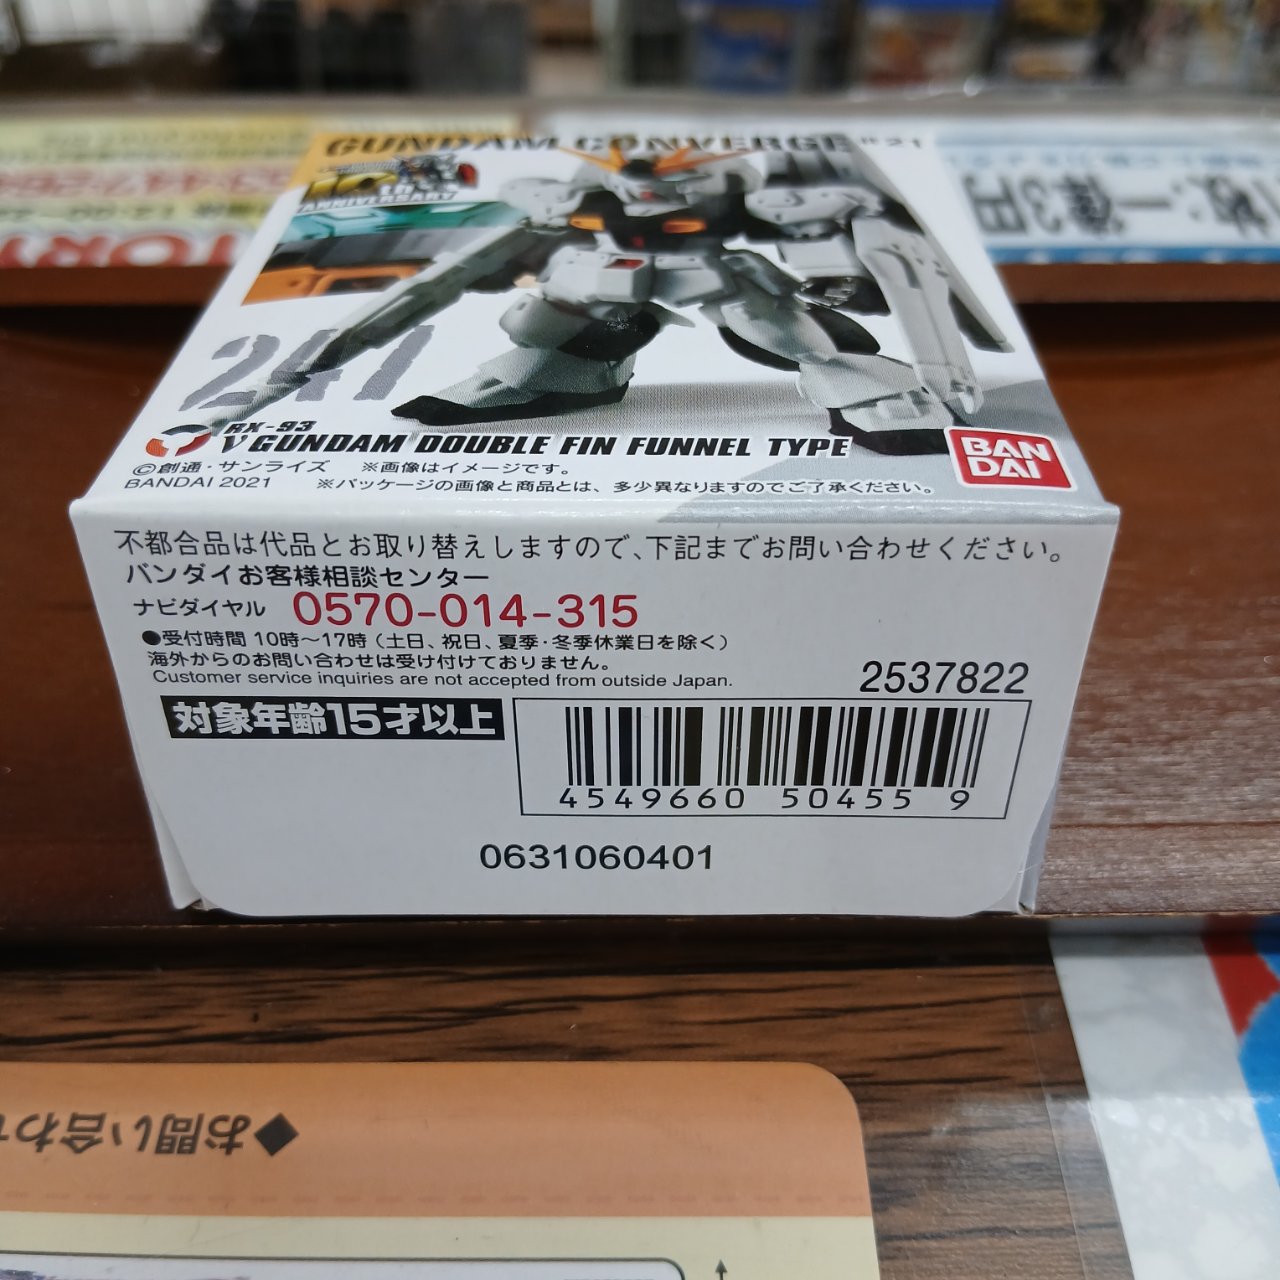 GUNDAM CONVERGE #21
10th
ANNIVERSARY
247
RX-93
ν GUNDAM DOUBLE FIN FUNNEL TYPE
©創通・サンライズ ※画像はイメージです。
BANDAI 2021 ※パッケージの画像と商品とは、多少異なりますのでご了承ください。
BAN
DAI
不都合品は代品とお取り替えしますので、下記までお問い合わせください。
バンダイお客様相談センター
ナビダイヤル 0570-014-315
●受付時間 10時〜17時（土日、祝日、夏季・冬季休業日を除く）
海外からのお問い合わせは受け付けておりません。
Customer service inquiries are not accepted from outside Japan.
2537822
対象年齢15才以上
4549660 50455 9
0631060401
◆お問い合わせ